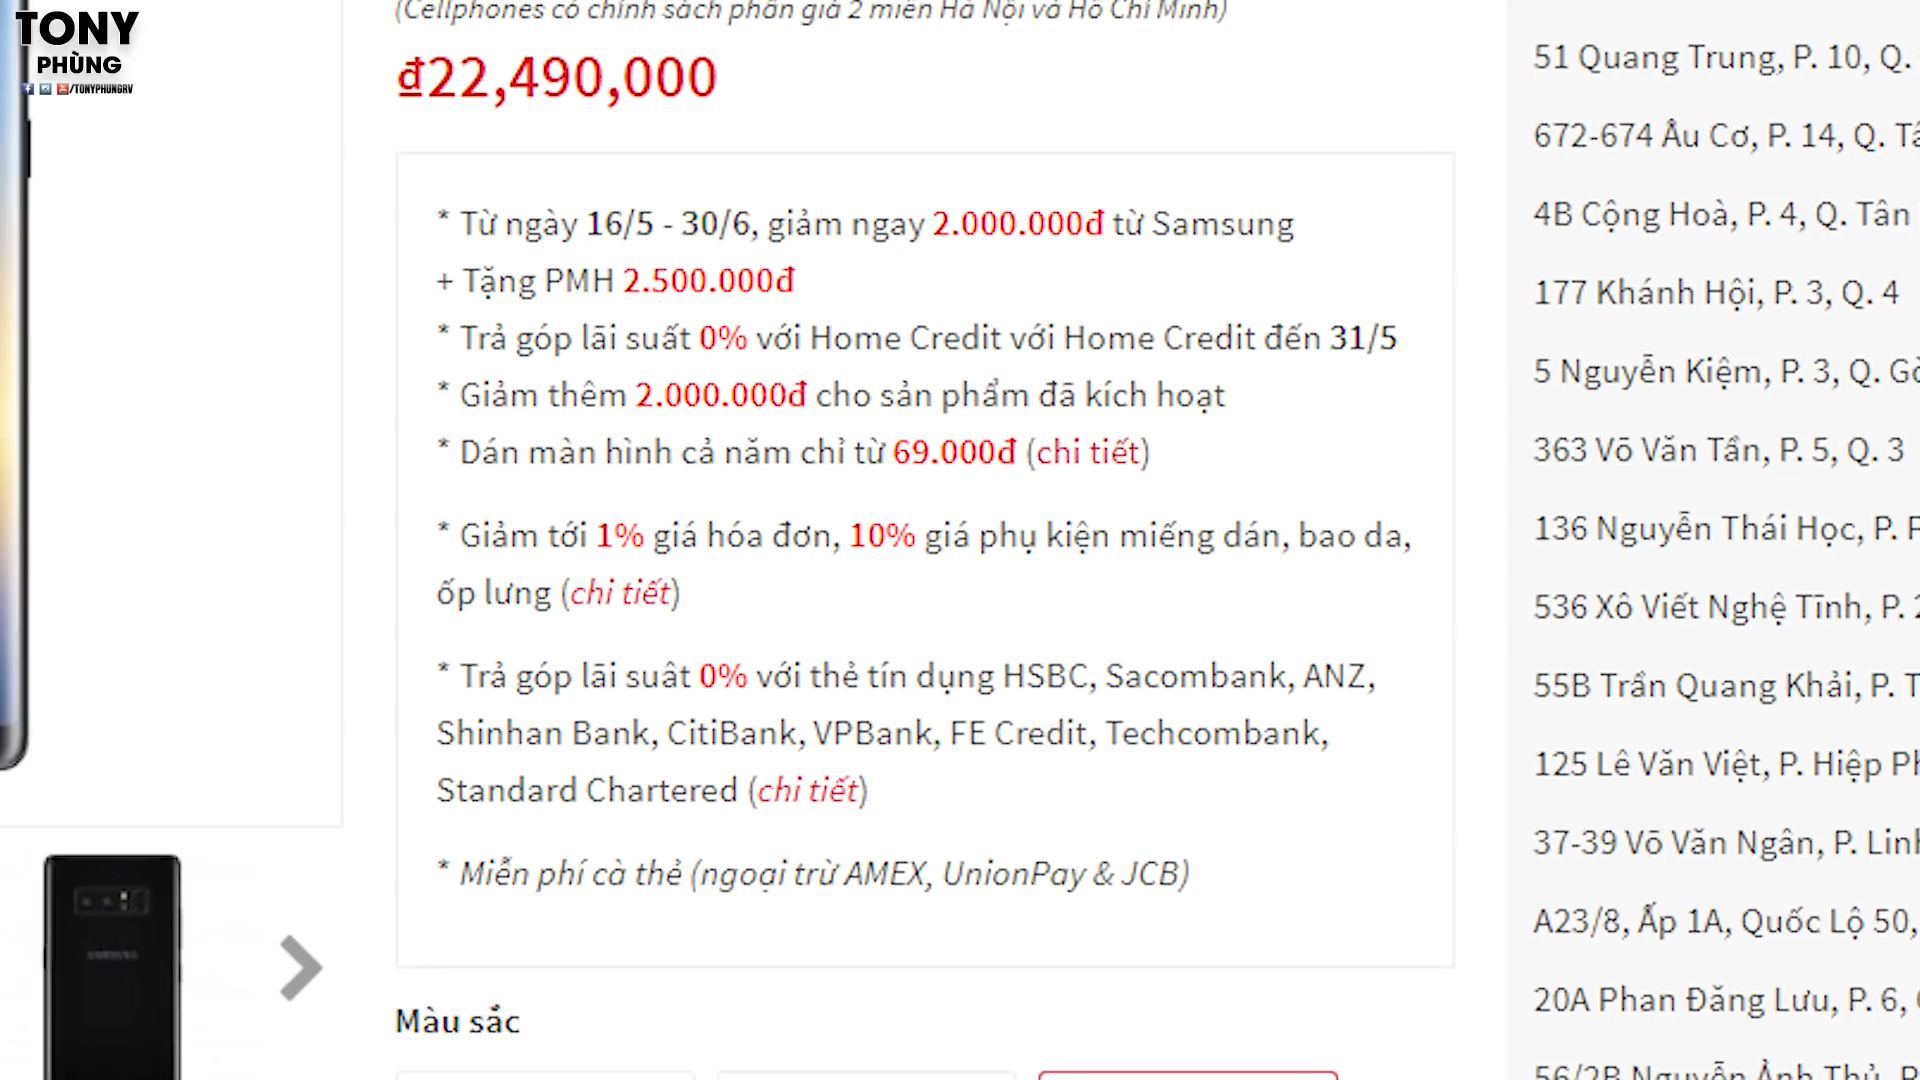 TONY
PHÙNG
/TONYPHUNGRV
(Cellphones có chính sách phân giá 2 miền Hà Nội và Hồ Chí Minh)
₫22,490,000
* Từ ngày 16/5 - 30/6, giảm ngay 2.000.000đ từ Samsung
+ Tặng PMH 2.500.000đ
* Trả góp lãi suất 0% với Home Credit với Home Credit đến 31/5
* Giảm thêm 2.000.000đ cho sản phẩm đã kích hoạt
* Dán màn hình cả năm chỉ từ 69.000đ (chi tiết)
* Giảm tới 1% giá hóa đơn, 10% giá phụ kiện miếng dán, bao da,
ốp lưng (chi tiết)
* Trả góp lãi suât 0% với thẻ tín dụng HSBC, Sacombank, ANZ,
Shinhan Bank, CitiBank, VPBank, FE Credit, Techcombank,
Standard Chartered (chi tiết)
* Miễn phí cà thẻ (ngoại trừ AMEX, UnionPay & JCB)
Màu sắc
SAMSUNG
51 Quang Trung, P. 10, Q.
672-674 Âu Cơ, P. 14, Q.
4B Cộng Hoà, P. 4, Q. Tân
177 Khánh Hội, P. 3, Q. 4
5 Nguyễn Kiệm, P. 3, Q.
363 Võ Văn Tần, P. 5, Q. 3
136 Nguyễn Thái Học, P.
536 Xô Viết Nghệ Tĩnh, P.
55B Trần Quang Khải, P.
125 Lê Văn Việt, P. Hiệp
37-39 Võ Văn Ngân, P.
A23/8, Ấp 1A, Quốc Lộ 50,
20A Phan Đăng Lưu, P. 6,
56/2B Nguyễn Ảnh Thủ,